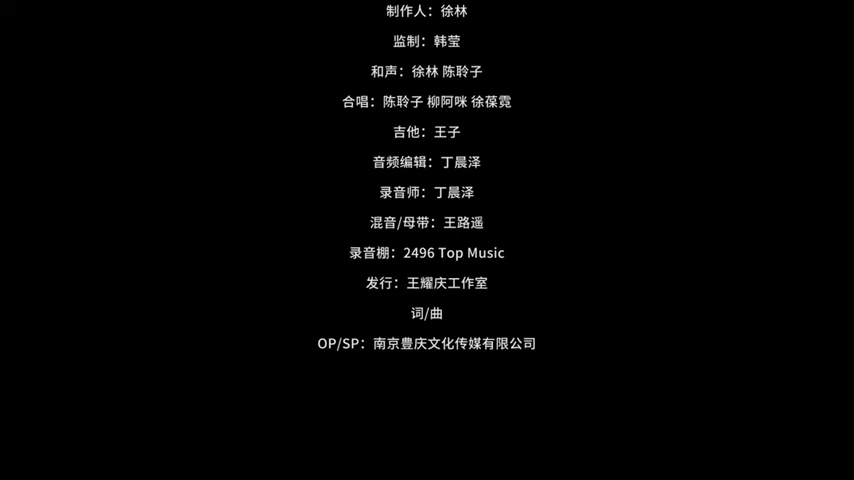 制作人：徐林
监制：韩莹
和声：徐林 陈聆子
合唱：陈聆子 柳阿咪 徐葆霓
吉他：王子
音频编辑：丁晨泽
录音师：丁晨泽
混音/母带：王路遥
录音棚：2496 Top Music
发行：王耀庆工作室
词/曲
OP/SP：南京豊庆文化传媒有限公司